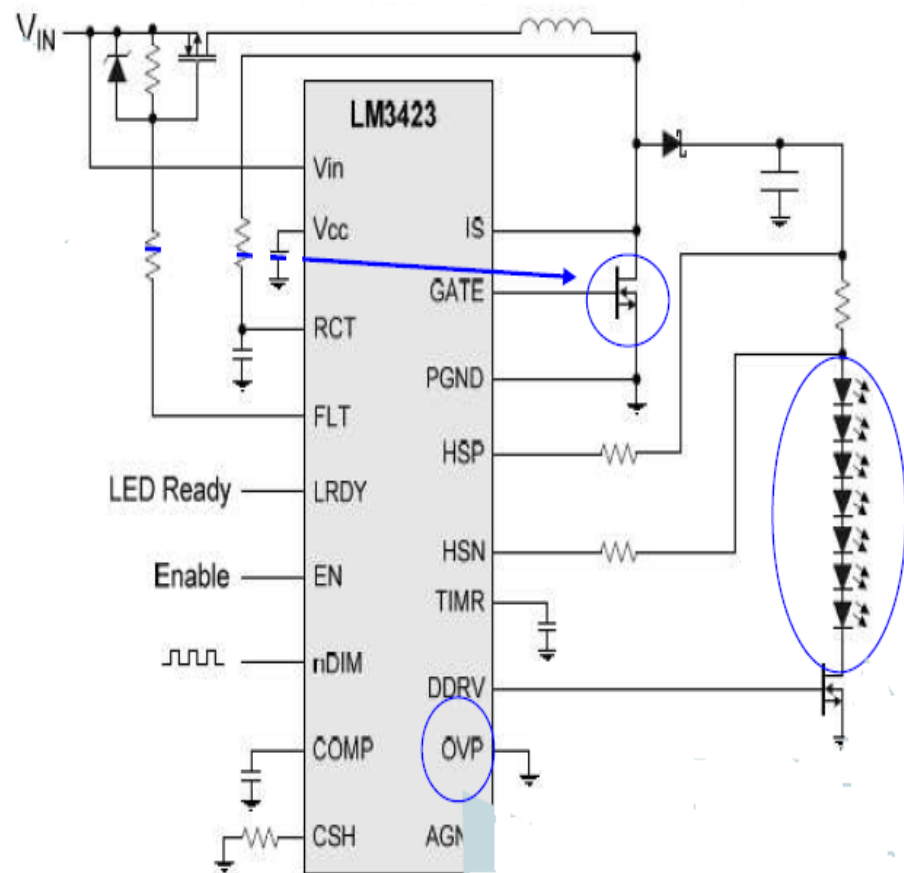 VIN
LM3423
Vin
Vcc
IS
GATE
RCT
PGND
FLT
HSP
LED Ready
LRDY
HSN
Enable
EN
TIMR
nDIM
DDRV
COMP
OVP
CSH
AGN